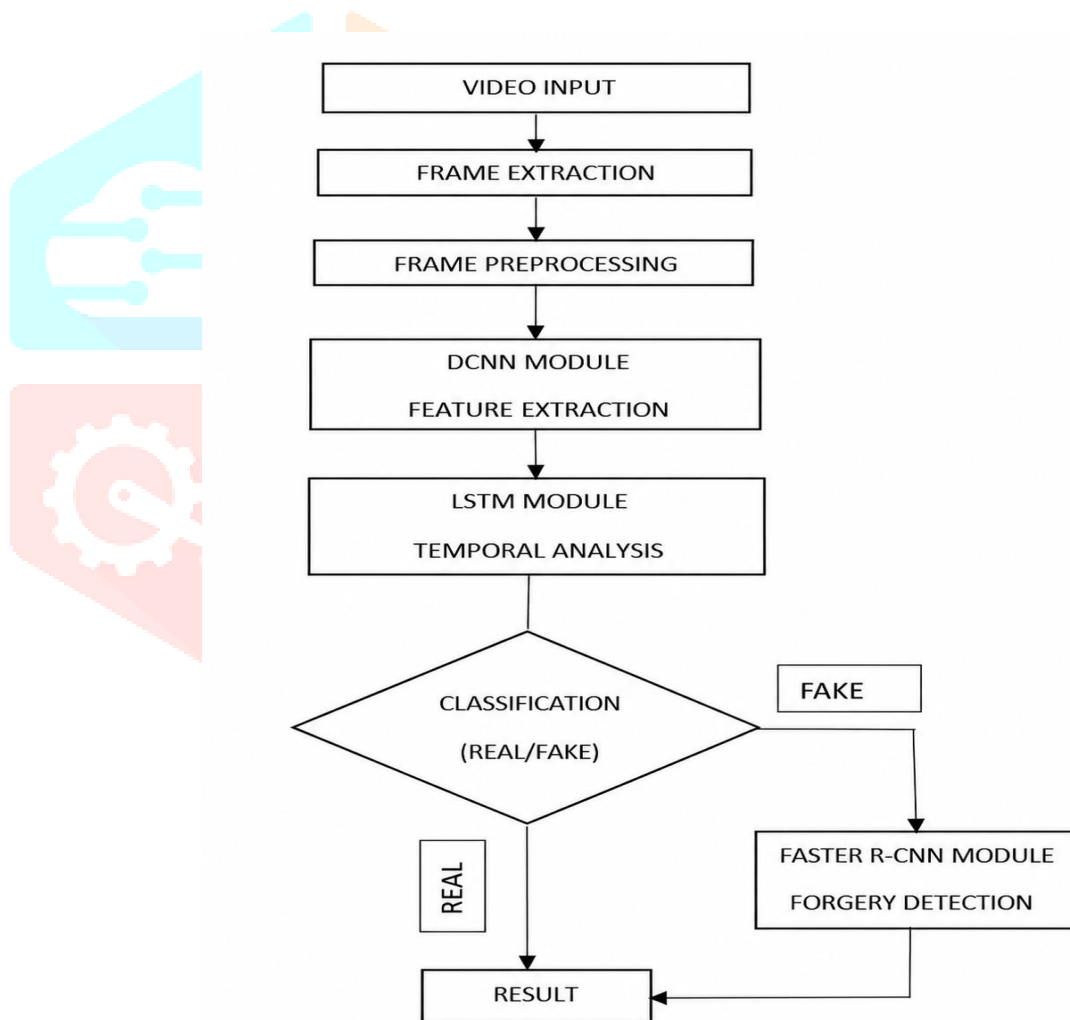 VIDEO INPUT
FRAME EXTRACTION
FRAME PREPROCESSING
DCNN MODULE
FEATURE EXTRACTION
LSTM MODULE
TEMPORAL ANALYSIS
CLASSIFICATION
(REAL/FAKE)
FAKE
FASTER R-CNN MODULE
FORGERY DETECTION
REAL
RESULT